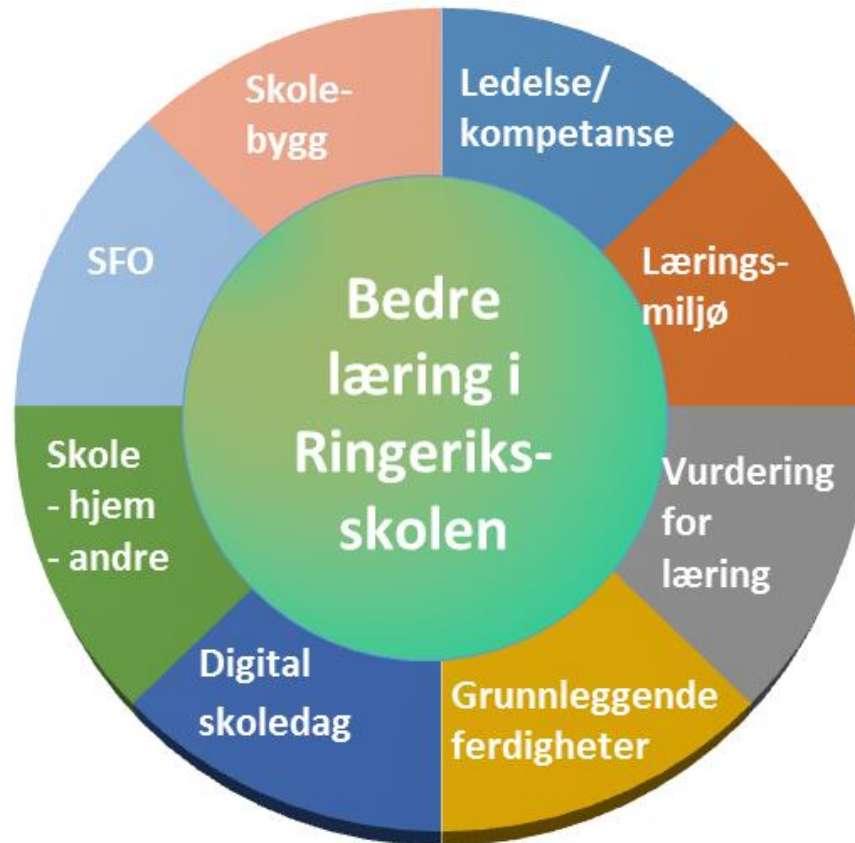 Bedre
læring i
Ringeriks-
skolen
Ledelse/
kompetanse
Lærings-
miljø
Vurdering
for
læring
Grunnleggende
ferdigheter
Digital
skoledag
Skole
- hjem
- andre
SFO
Skole-
bygg